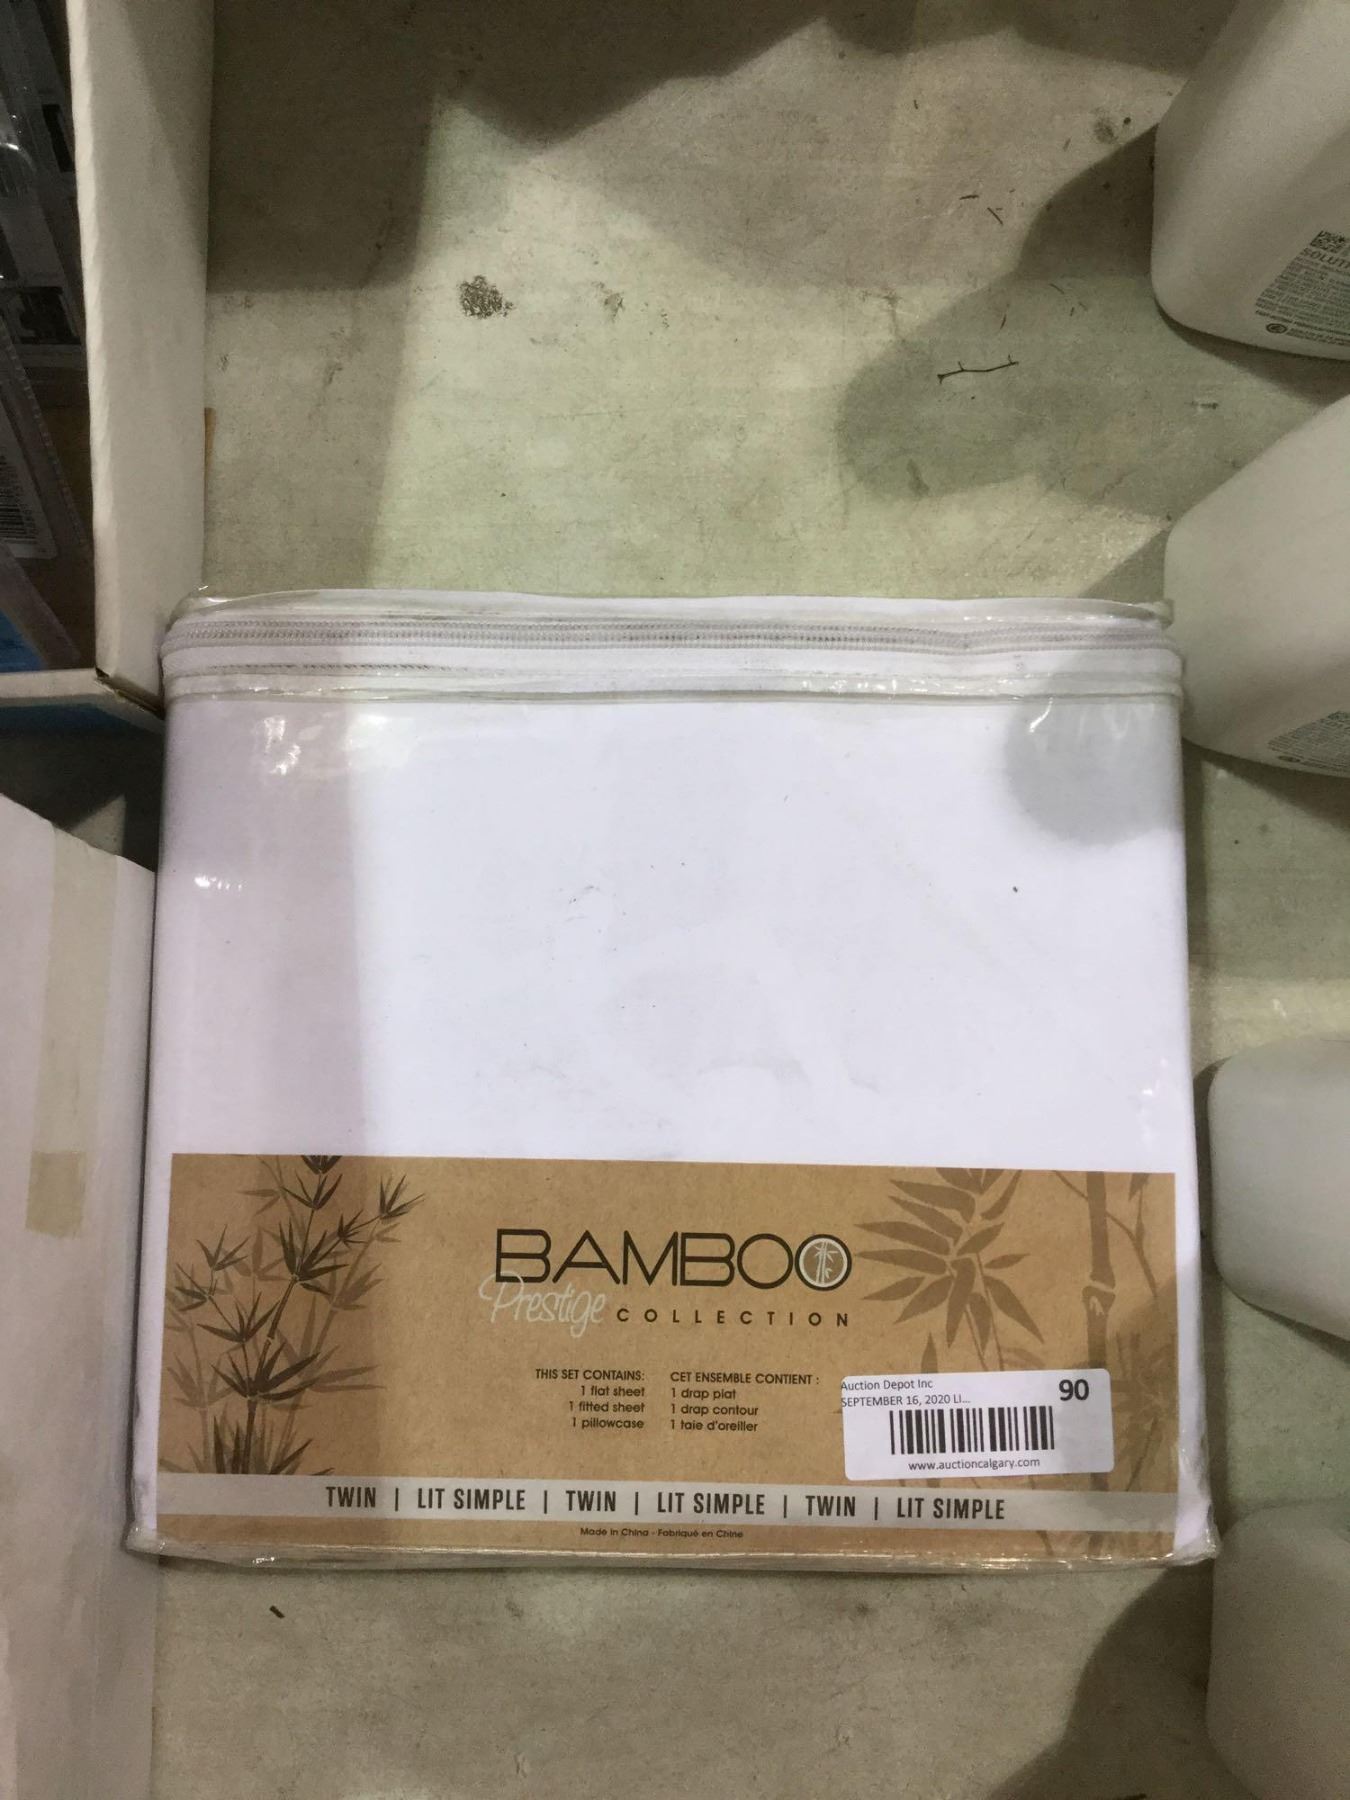 SOLUT
BAMBOO
Prestige COLLECTION
THIS SET CONTAINS:
1 flat sheet
1 fitted sheet
1 pillowcase
CET ENSEMBLE CONTIENT :
1 drap plat
1 drap contour
1 taie d'oreiller
Auction Depot Inc
SEPTEMBER 16, 2020 LI...
90
www.auctioncalgary.com
TWIN | LIT SIMPLE | TWIN | LIT SIMPLE | TWIN | LIT SIMPLE
Made in China - Fabriqué en Chine